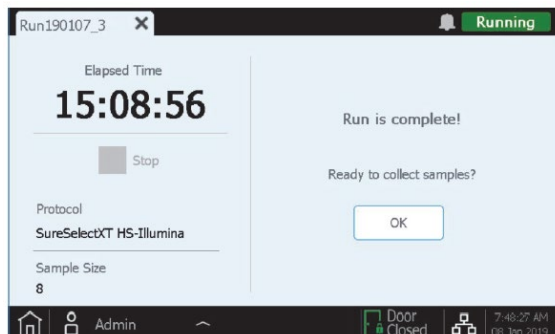 Run190107_3
Running
Elapsed Time
15:08:56
Stop
Protocol
SureSelectXT HS-Illumina
Sample Size
8
Run is complete!
Ready to collect samples?
OK
Admin
Door
Closed
7:48:27 AM
08 Jan 2019